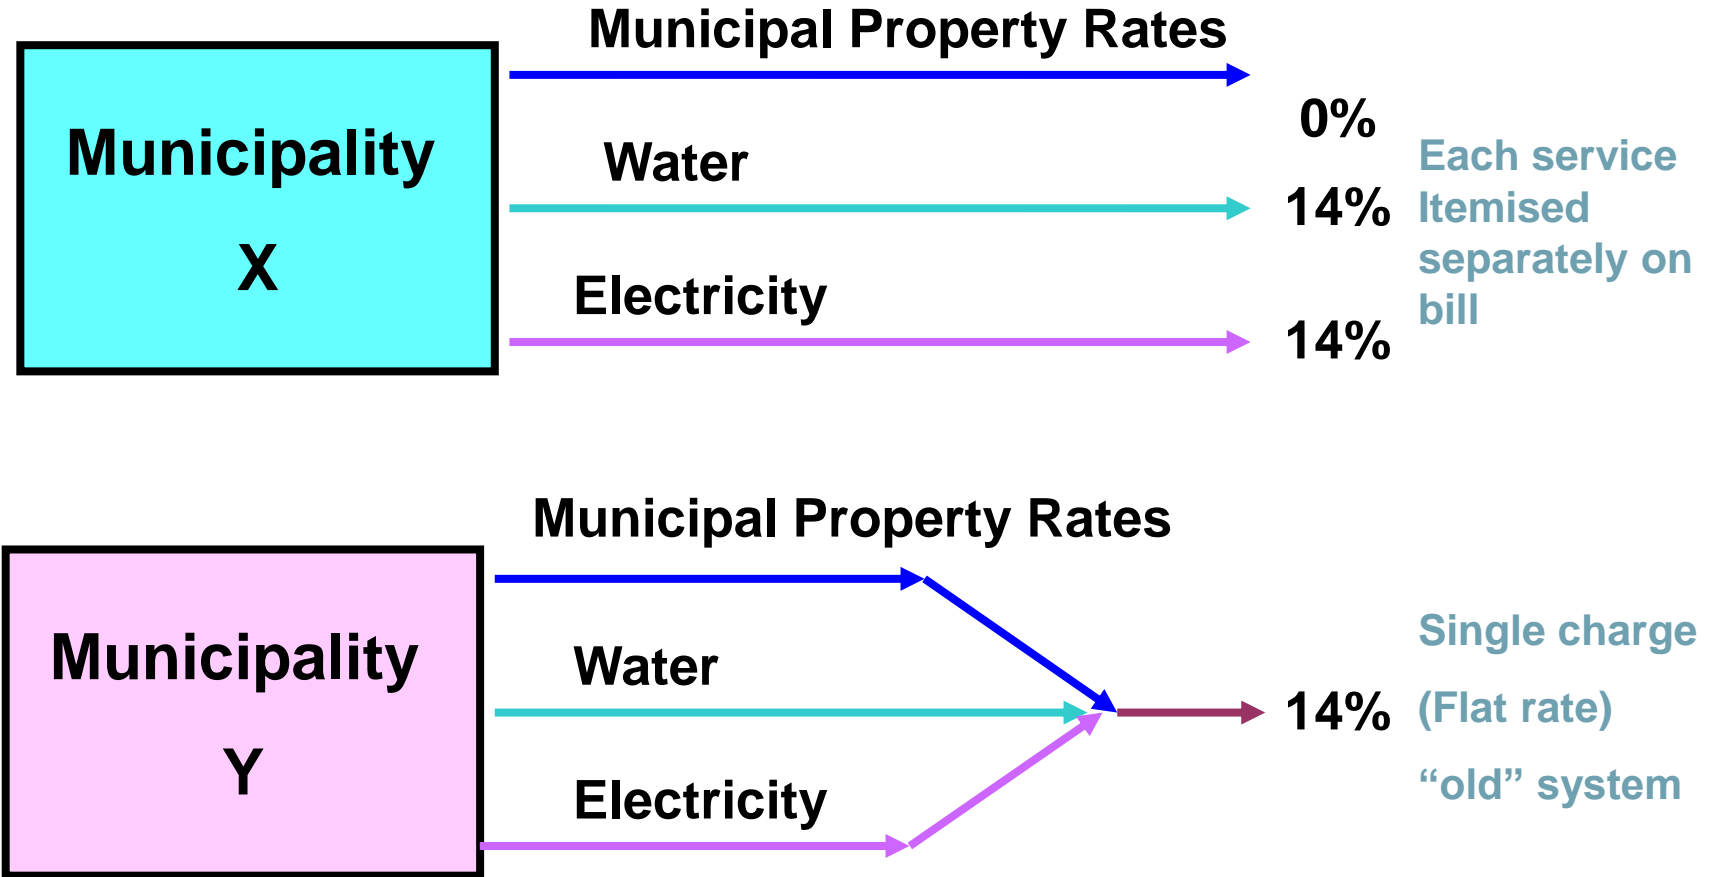 Municipal Property Rates
Municipality
X
Water
Electricity
0%
14%
14%
Each service
Itemised
separately on
bill
Municipal Property Rates
Municipality
Y
Water
Electricity
14%
Single charge
(Flat rate)
“old” system